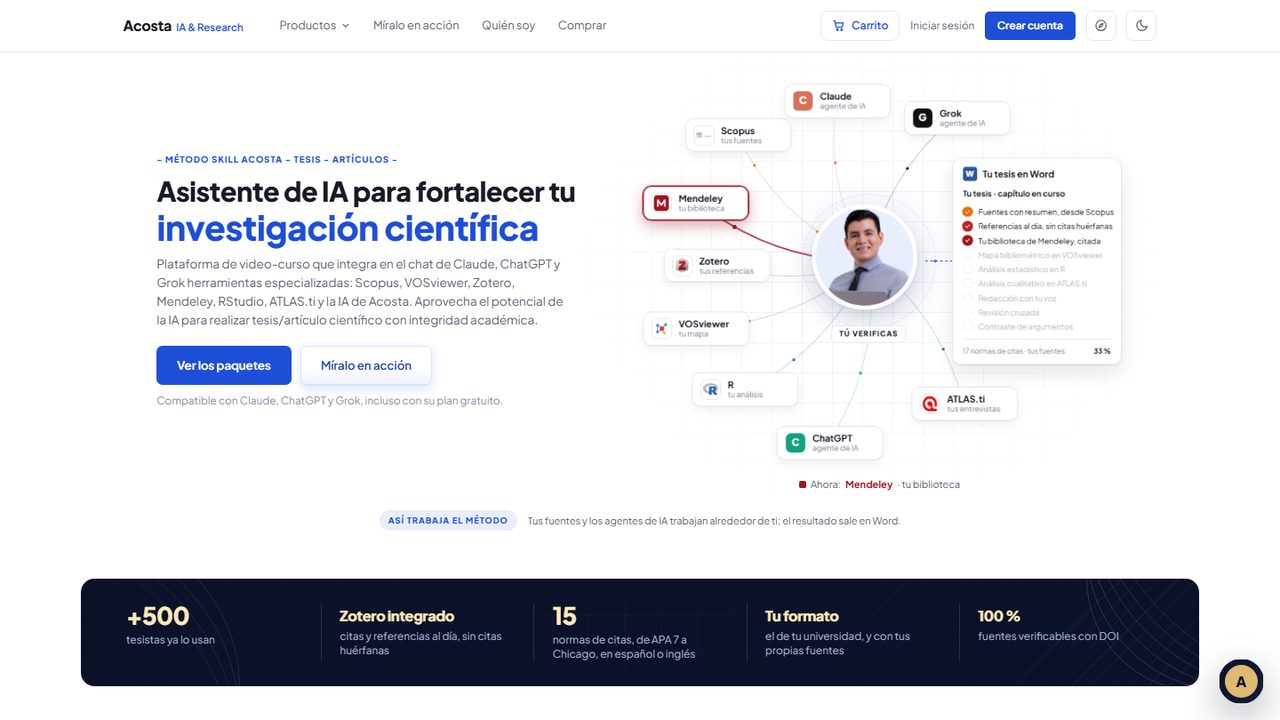 Acosta IA & Research
Productos
Míralo en acción
Quién soy
Comprar
Carrito
Iniciar sesión
Crear cuenta
– MÉTODO SKILL ACOSTA – TESIS – ARTÍCULOS –
Asistente de IA para fortalecer tu
investigación científica
Plataforma de video-curso que integra en el chat de Claude, ChatGPT y
Grok herramientas especializadas: Scopus, VOSviewer, Zotero,
Mendeley, RStudio, ATLAS.ti y la IA de Acosta. Aprovecha el potencial de
la IA para realizar tesis/artículo científico con integridad académica.
Ver los paquetes
Míralo en acción
Compatible con Claude, ChatGPT y Grok, incluso con su plan gratuito.
C
Claude
agente de IA
G
Grok
agente de IA
Scopus
tus fuentes
M
Mendeley
tu biblioteca
Z
Zotero
tus referencias
VOSviewer
tu mapa
R
R
tu análisis
C
ChatGPT
agente de IA
ATLAS.ti
tus entrevistas
TÚ VERIFICAS
W
Tu tesis en Word
Tu tesis · capítulo en curso
Fuentes con resumen, desde Scopus
Referencias al día, sin citas huérfanas
Tu biblioteca de Mendeley, citada
Mapa bibliométrico en VOSviewer
Análisis estadístico en R
Análisis cualitativo en ATLAS.ti
Redacción con tu voz
Revisión cruzada
Contraste de argumentos
17 normas de citas · tus fuentes
33 %
Ahora: Mendeley · tu biblioteca
ASÍ TRABAJA EL MÉTODO
Tus fuentes y los agentes de IA trabajan alrededor de ti; el resultado sale en Word.
+500
tesistas ya lo usan
Zotero integrado
citas y referencias al día, sin citas
huérfanas
15
normas de citas, de APA 7 a
Chicago, en español o inglés
Tu formato
el de tu universidad, y con tus
propias fuentes
100 %
fuentes verificables con DOI
A